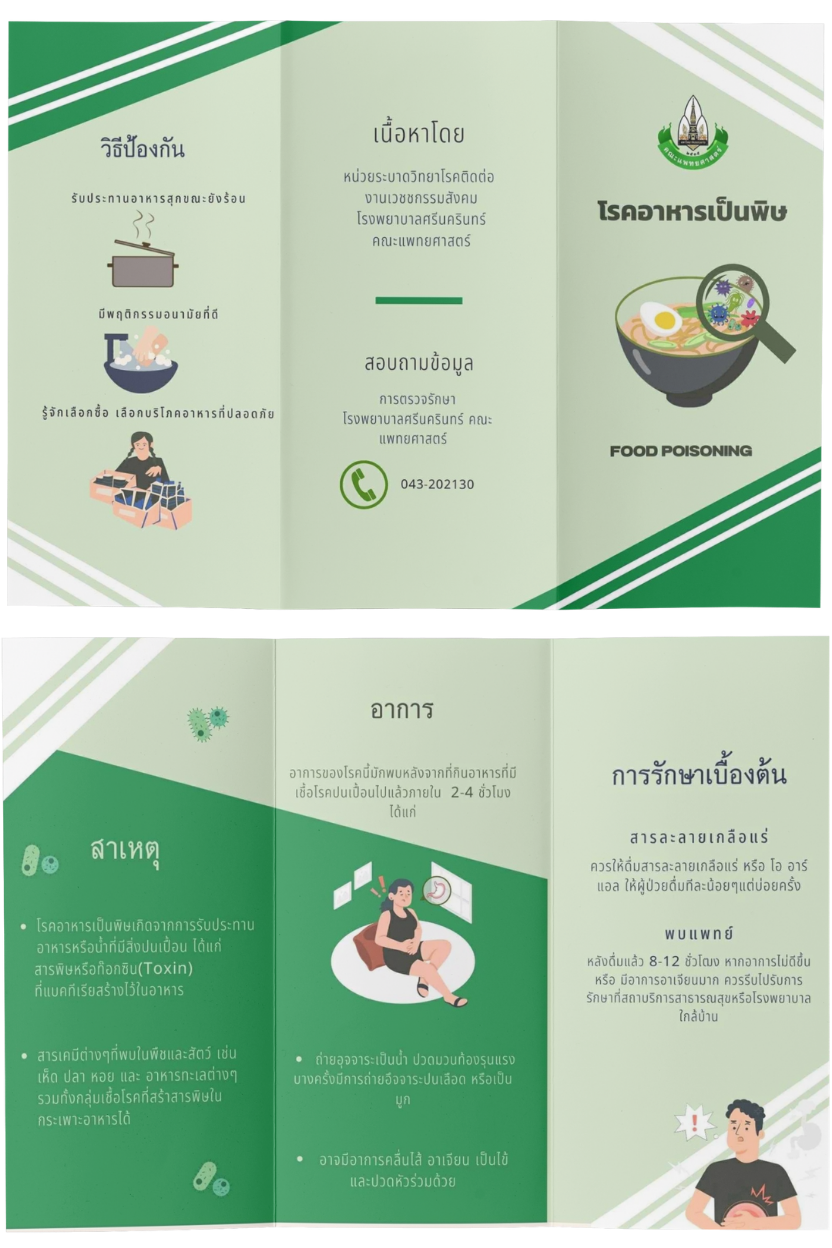 วิธีป้องกัน
รับประทานอาหารสุกขณะยังร้อน
มีพฤติกรรมอนามัยที่ดี
รู้จักเลือกซื้อ เลือกบริโภคอาหารที่ปลอดภัย
เนื้อหาโดย
หน่วยระบาดวิทยาโรคติดต่อ
งานเวชชกรรมสังคม
โรงพยาบาลศรีนครินทร์
คณะแพทยศาสตร์
สอบถามข้อมูล
การตรวจรักษา
โรงพยาบาลศรีนครินทร์ คณะ
แพทยศาสตร์
043-202130
คณะแพทยศาสตร์
โรคอาหารเป็นพิษ
FOOD POISONING
สาเหตุ
• โรคอาหารเป็นพิษเกิดจากการรับประทาน
อาหารหรือน้ำที่มีสิ่งปนเปื้อน ได้แก่
สารพิษหรือท็อกซิน(Toxin)
ที่แบคทีเรียสร้างไว้ในอาหาร
• สารเคมีต่างๆที่พบในพืชและสัตว์ เช่น
เห็ด ปลา หอย และ อาหารทะเลต่างๆ
รวมทั้งกลุ่มเชื้อโรคที่สร้าสารพิษใน
กระเพาะอาหารได้
อาการ
อาการของโรคนี้มักพบหลังจากที่กินอาหารที่มี
เชื้อโรคปนเปื้อนไปแล้วภายใน 2-4 ชั่วโมง
ได้แก่
• ถ่ายอุจจาระเป็นน้ำ ปวดมวนท้องรุนแรง
บางครั้งมีการถ่ายอึจจาระปนเลือด หรือเป็น
มูก
• อาจมีอาการคลื่นไส้ อาเจียน เป็นไข้
และปวดหัวร่วมด้วย
การรักษาเบื้องต้น
สารละลายเกลือแร่
ควรให้ดื่มสารละลายเกลือแร่ หรือ โอ อาร์
แอล ให้ผู้ป่วยดื่มทีละน้อยๆแต่บ่อยครั้ง
พบแพทย์
หลังดื่มแล้ว 8-12 ชั่วโฒง หากอาการไม่ดีขึ้น
หรือ มีอาการอาเจียนมาก ควรรีบไปรับการ
รักษาที่สถาบริการสาธารณสุขหรือโรงพยาบาล
ใกล้บ้าน